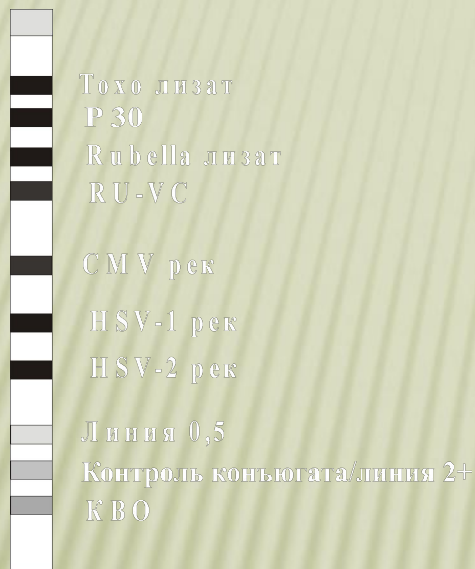 Тохо лизат
P 30
Rubella лизат
RU-VC
CMV рек
HSV-1 рек
HSV-2 рек
Линия 0,5
Контроль коньюгата/линия 2+
КВО